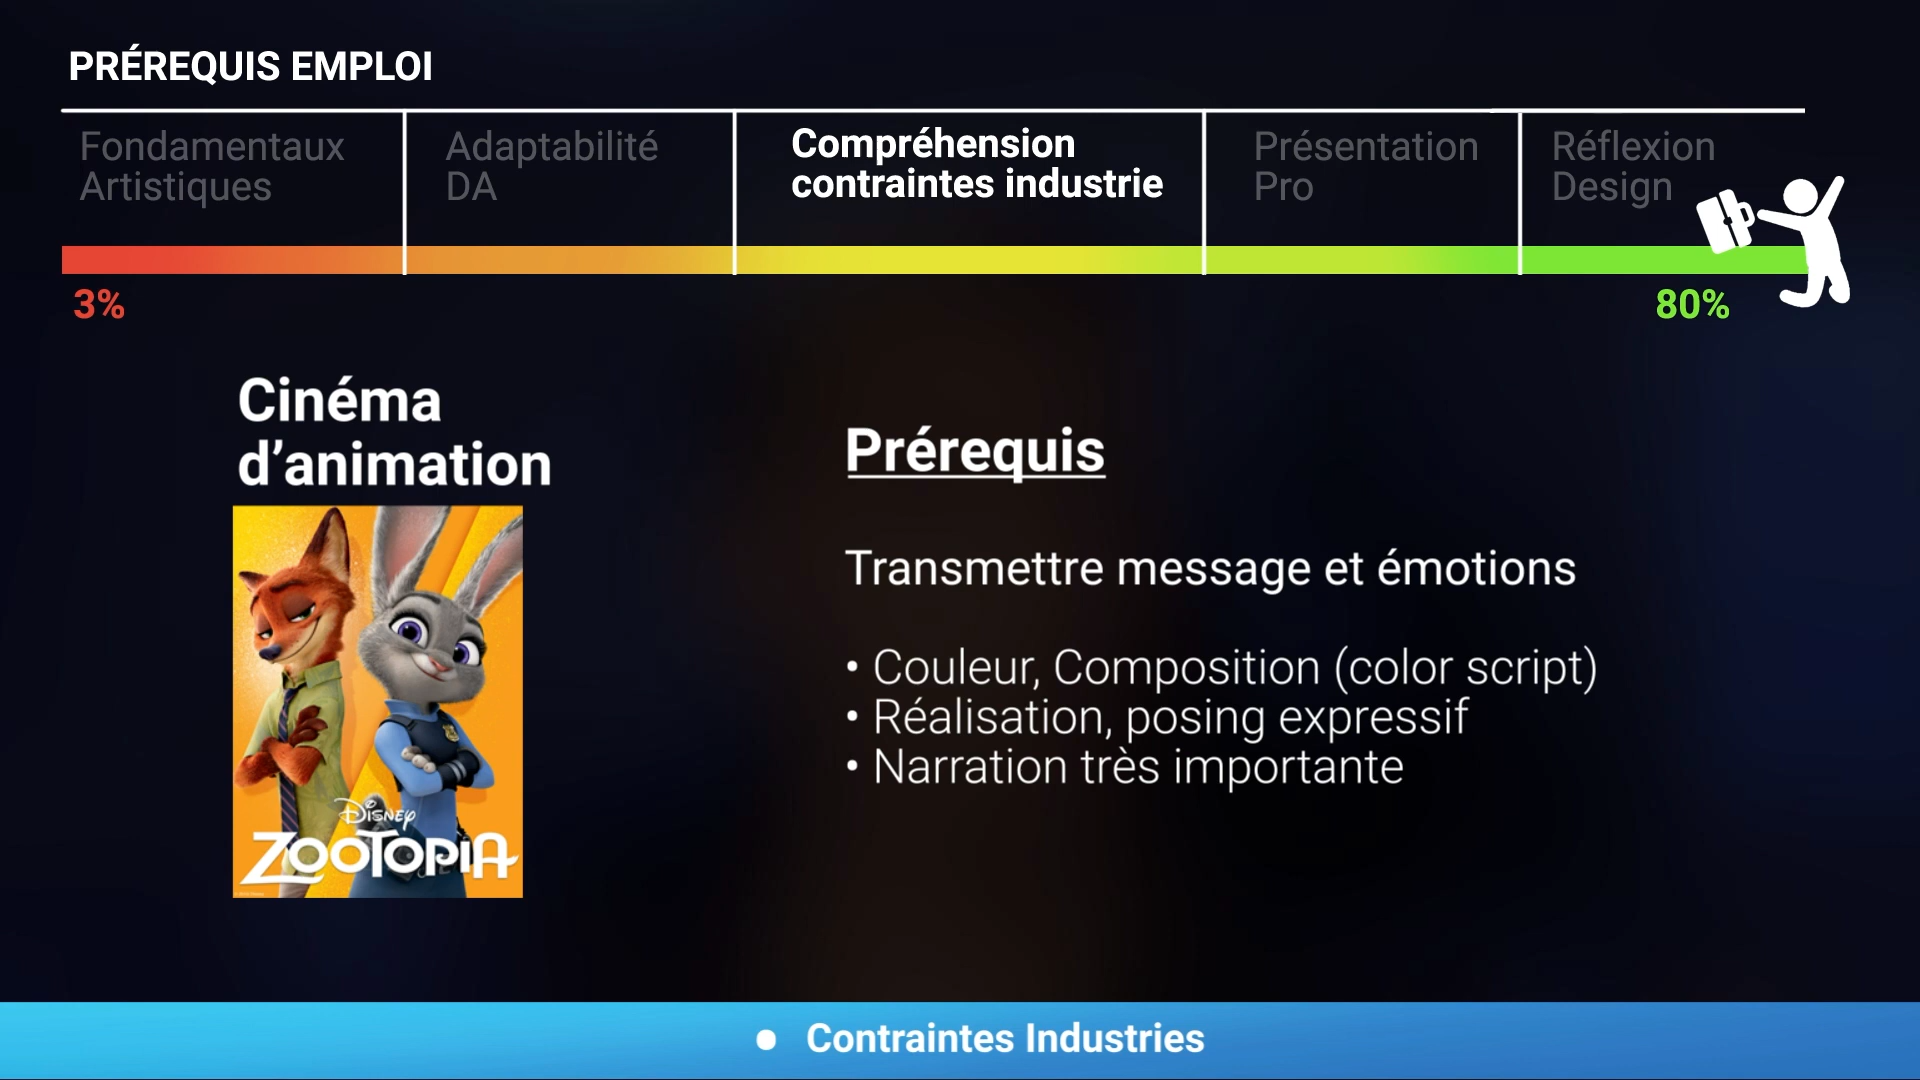 PRÉREQUIS EMPLOI
Fondamentaux
Artistiques
Adaptabilité
DA
Compréhension
contraintes industrie
Présentation
Pro
Réflexion
Design
3%
80%
Cinéma
d’animation
Prérequis
Transmettre message et émotions
• Couleur, Composition (color script)
• Réalisation, posing expressif
• Narration très importante
DISNEY
ZOOTOPIA
• Contraintes Industries